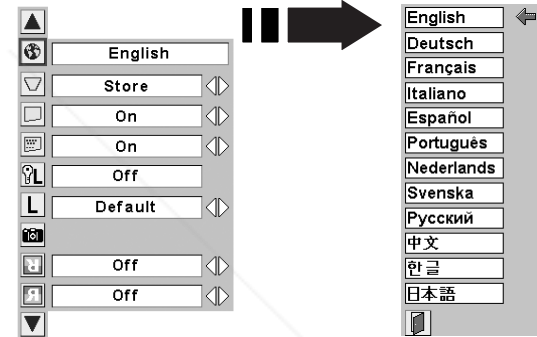 English
Store
On
On
L
Off
L
Default
Off
Off
English
Deutsch
Français
Italiano
Español
Português
Nederlands
Svenska
Русский
中文
한글
日本語